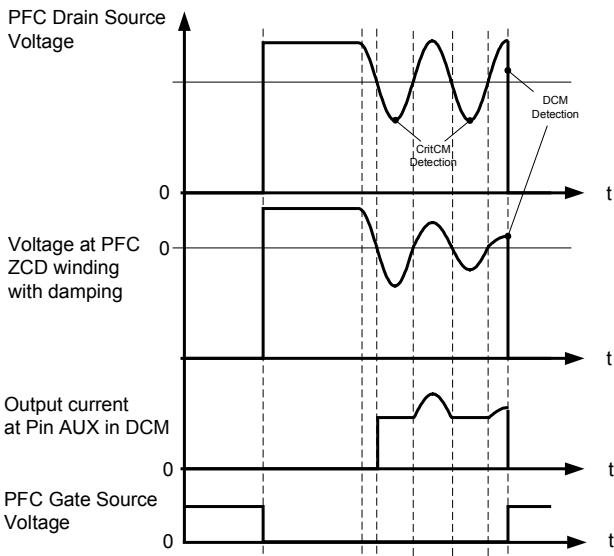 PFC Drain Source
Voltage
DCM
Detection
CritCM
Detection
0
t
Voltage at PFC
ZCD winding
with damping
0
t
Output current
at Pin AUX in DCM
0
t
PFC Gate Source
Voltage
0
t